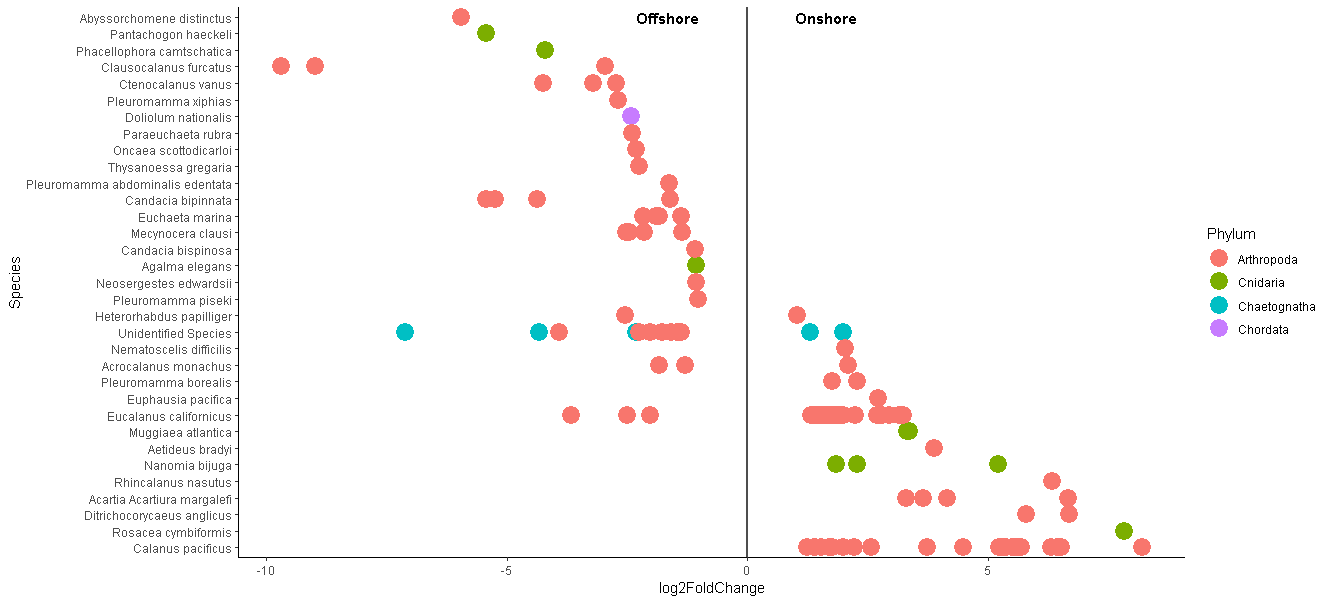 Offshore
Onshore
Species
Abyssorchomene distinctus
Pantachogon haeckeli
Phacellophora camtschatica
Clausocalanus furcatus
Ctenocalanus vanus
Pleuromamma xiphias
Doliolum nationalis
Paraeuchaeta rubra
Oncaea scottodicarloi
Thysanoessa gregaria
Pleuromamma abdominalis edentata
Candacia bipinnata
Euchaeta marina
Mecynocera clausi
Candacia bispinosa
Agalma elegans
Neosergestes edwardsii
Pleuromamma piseki
Heterorhabdus papilliger
Unidentified Species
Nematoscelis difficilis
Acrocalanus monachus
Pleuromamma borealis
Euphausia pacifica
Eucalanus californicus
Muggiaea atlantica
Aetideus bradyi
Nanomia bijuga
Rhincalanus nasutus
Acartia Acartiura margalefi
Ditrichocorycaeus anglicus
Rosacea cymbiformis
Calanus pacificus
-10
-5
0
5
log2FoldChange
Phylum
Arthropoda
Cnidaria
Chaetognatha
Chordata